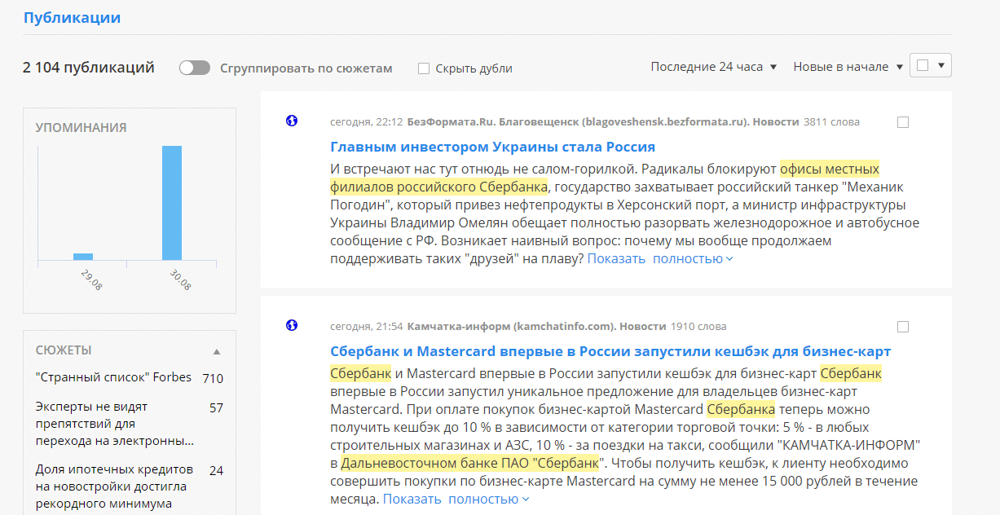 Публикации
2 104 публикаций
Сгруппировать по сюжетам
Скрыть дубли
Последние 24 часа
Новые в начале
УПОМИНАНИЯ
29.08
30.08
СЮЖЕТЫ
"Странный список" Forbes 710
Эксперты не видят 57
препятствий для
перехода на электронны...
Доля ипотечных кредитов 24
на новостройки достигла
рекордного минимума
сегодня, 22:12 БезФормата.Ru. Благовещенск (blagoveshensk.bezformata.ru). Новости 3811 слова
Главным инвестором Украины стала Россия
И встречают нас тут отнюдь не салом-горилкой. Радикалы блокируют офисы местных
филиалов российского Сбербанка, государство захватывает российский танкер "Механик
Погодин", который привез нефтепродукты в Херсонский порт, а министр инфраструктуры
Украины Владимир Омелян обещает полностью разорвать железнодорожное и автобусное
сообщение с РФ. Возникает наивный вопрос: почему мы вообще продолжаем
поддерживать таких "друзей" на плаву? Показать полностью
сегодня, 21:54 Камчатка-информ (kamchatinfo.com). Новости 1910 слова
Сбербанк и Mastercard впервые в России запустили кешбэк для бизнес-карт
Сбербанк и Mastercard впервые в России запустили кешбэк для бизнес-карт Сбербанк
впервые в России запустил уникальное предложение для владельцев бизнес-карт
Mastercard. При оплате покупок бизнес-картой Mastercard Сбербанка теперь можно
получить кешбэк до 10 % в зависимости от категории торговой точки: 5 % - в любых
строительных магазинах и АЗС, 10 % - за поездки на такси, сообщили "КАМЧАТКА-ИНФОРМ"
в Дальневосточном банке ПАО "Сбербанк". Чтобы получить кешбэк, к лиенту необходимо
совершить покупки по бизнес-карте Mastercard на сумму не менее 15 000 рублей в течение
месяца. Показать полностью